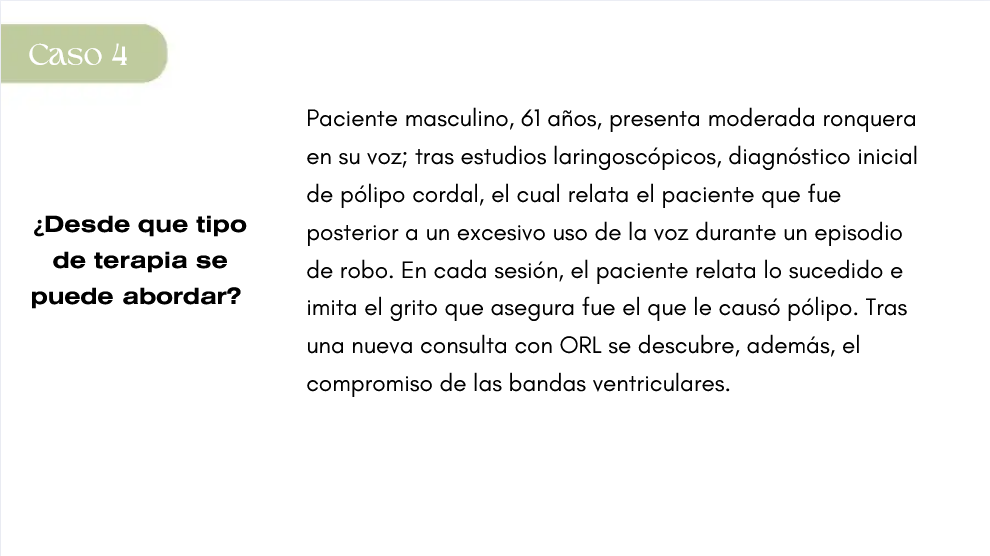 Caso 4
¿Desde que tipo
de terapia se
puede abordar?
Paciente masculino, 61 años, presenta moderada ronquera
en su voz; tras estudios laringoscópicos, diagnóstico inicial
de pólipo cordal, el cual relata el paciente que fue
posterior a un excesivo uso de la voz durante un episodio
de robo. En cada sesión, el paciente relata lo sucedido e
imita el grito que asegura fue el que le causó pólipo. Tras
una nueva consulta con ORL se descubre, además, el
compromiso de las bandas ventriculares.